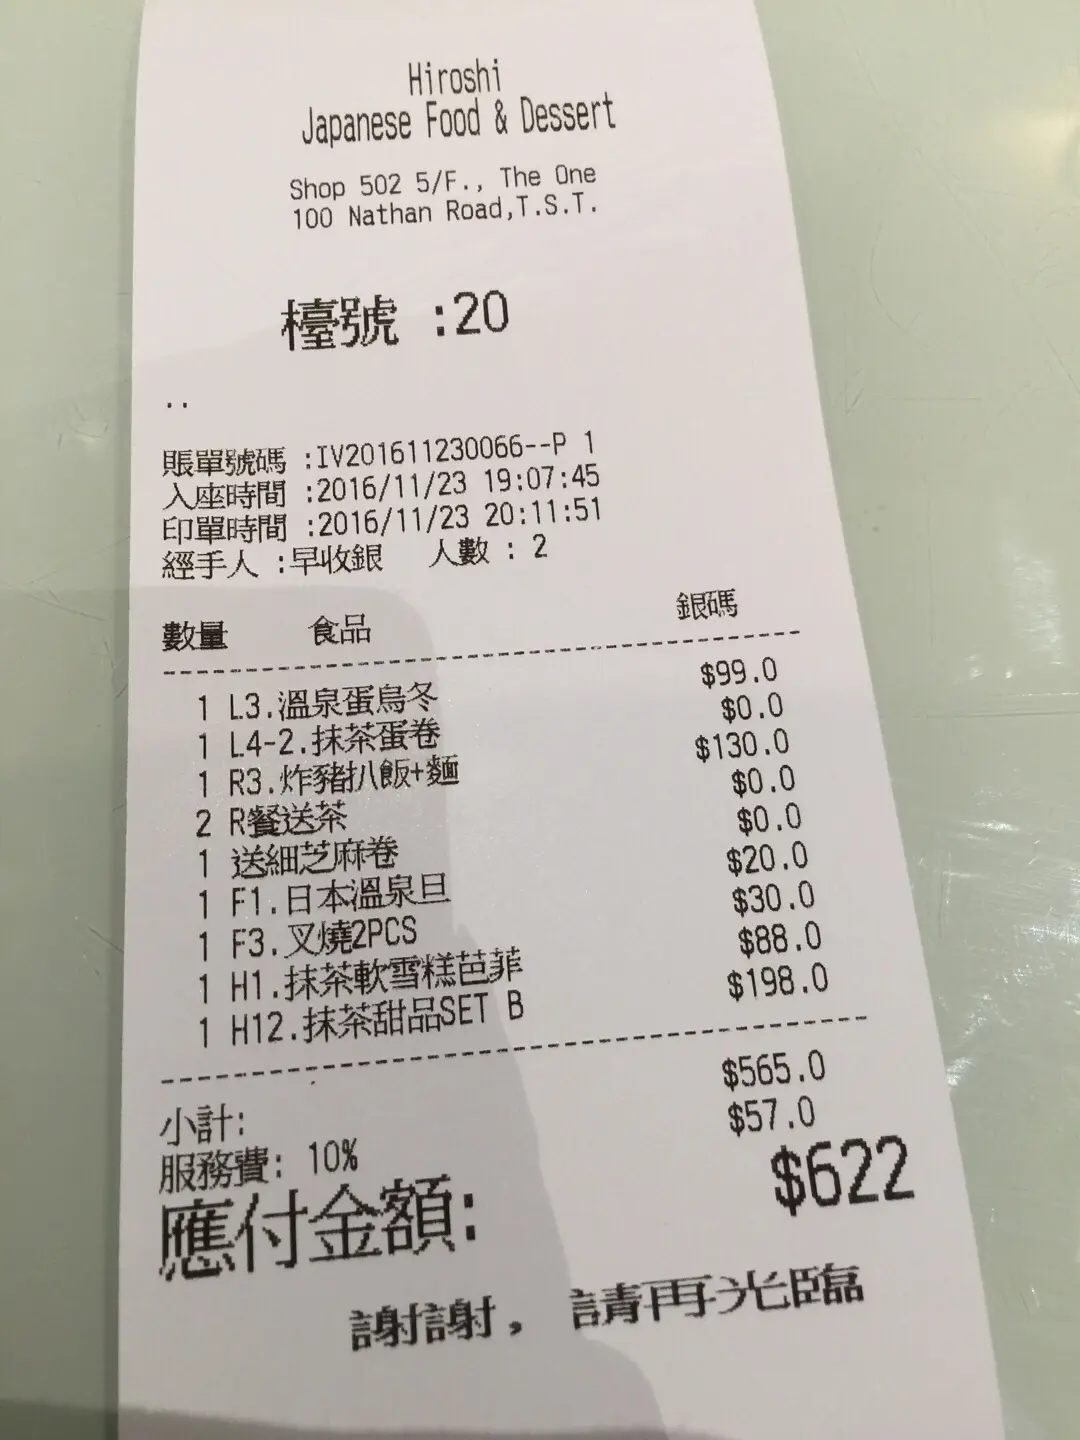 Hiroshi
Japanese Food & Dessert
Shop 502 5/F., The One
100 Nathan Road,T.S.T.
檯號 :20
..
賬單號碼 :IV201611230066--P 1
入座時間 :2016/11/23 19:07:45
印單時間 :2016/11/23 20:11:51
經手人 :早收銀 人數 : 2
數量 食品 銀碼
1 L3.溫泉蛋烏冬 $99.0
1 L4-2.抹茶蛋卷 $0.0
1 R3.炸豬扒飯+麵 $130.0
2 R餐送茶 $0.0
1 送細芝麻卷 $0.0
1 F1.日本溫泉旦 $20.0
1 F3.叉燒2PCS $30.0
1 H1.抹茶軟雪糕芭菲 $88.0
1 H12.抹茶甜品SET B $198.0
小計: $565.0
服務費: 10% $57.0
應付金額: $622
謝謝, 請再光臨